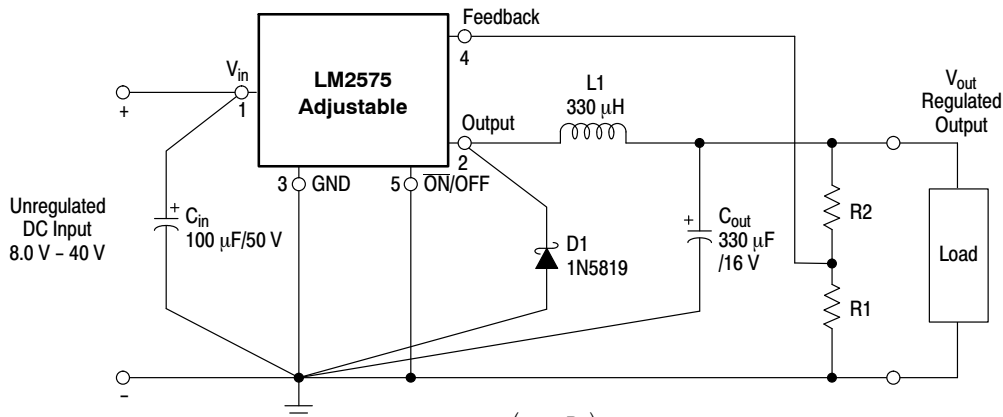 Feedback
4
V_in
1
LM2575
Adjustable
L1
330 μH
V_out
Regulated
Output
+
Output
2
3 GND
5 O̅N̅/OFF
Unregulated
DC Input
8.0 V – 40 V
+
C_in
100 μF/50 V
D1
1N5819
+
C_out
330 μF
/16 V
R2
R1
Load
–